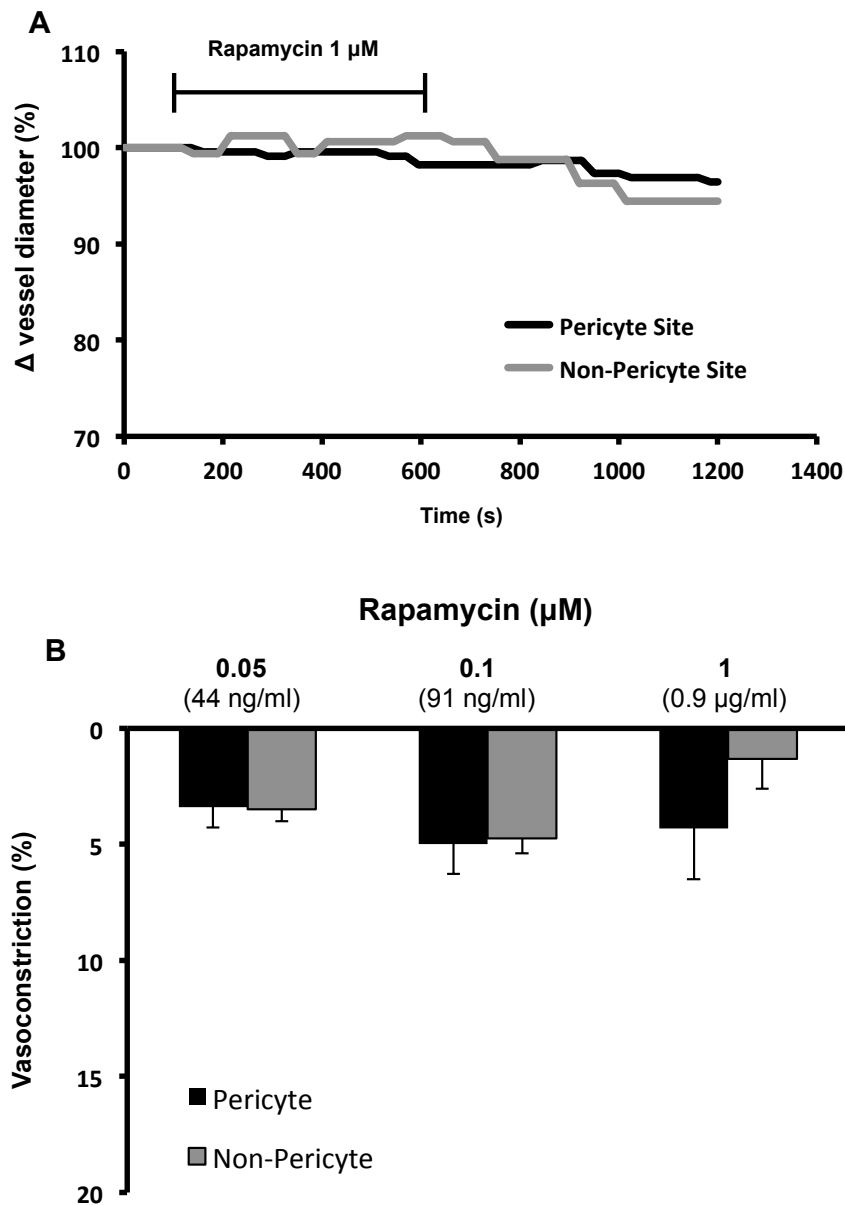 A
Rapamycin 1 µM
110
100
90
80
70
Δ vessel diameter (%)
Pericyte Site
Non-Pericyte Site
0 200 400 600 800 1000 1200 1400
Time (s)
Rapamycin (µM)
B
0.05 0.1 1
(44 ng/ml) (91 ng/ml) (0.9 µg/ml)
0
5
10
15
20
Vasoconstriction (%)
Pericyte
Non-Pericyte